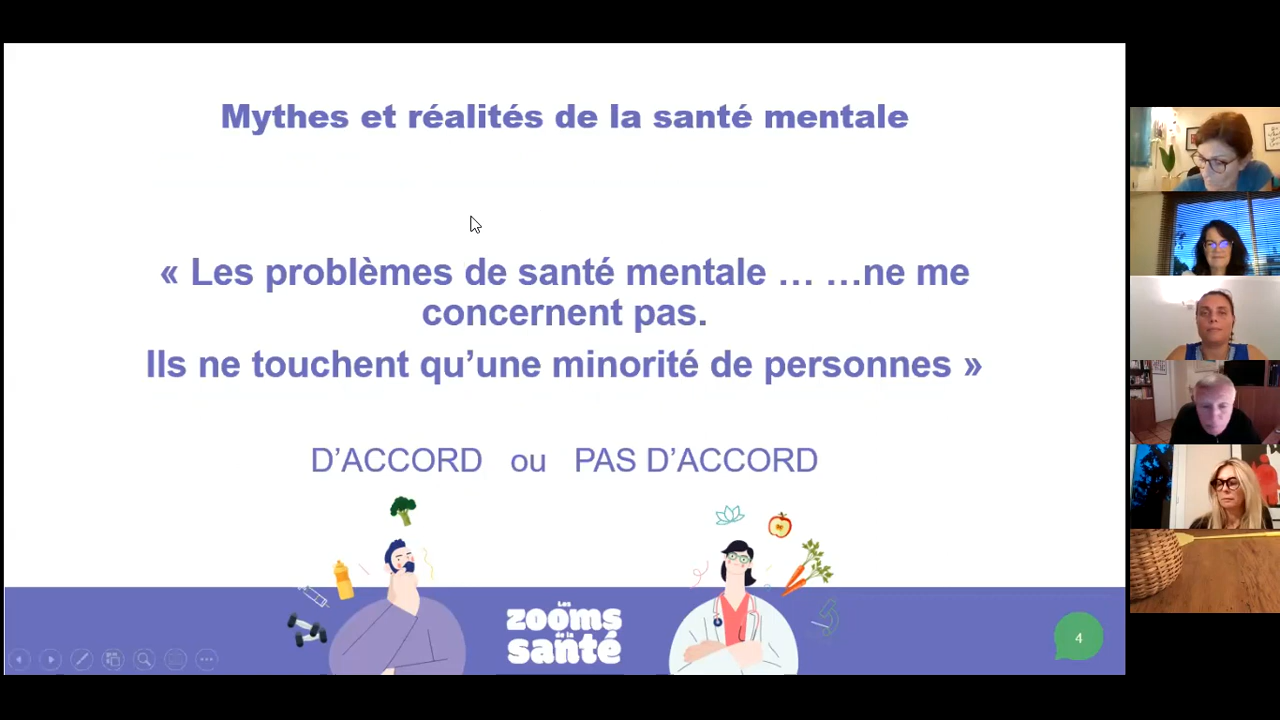 Mythes et réalités de la santé mentale
« Les problèmes de santé mentale … …ne me
concernent pas.
Ils ne touchent qu’une minorité de personnes »
D’ACCORD ou PAS D’ACCORD
Les
zooms
de la
santé
4